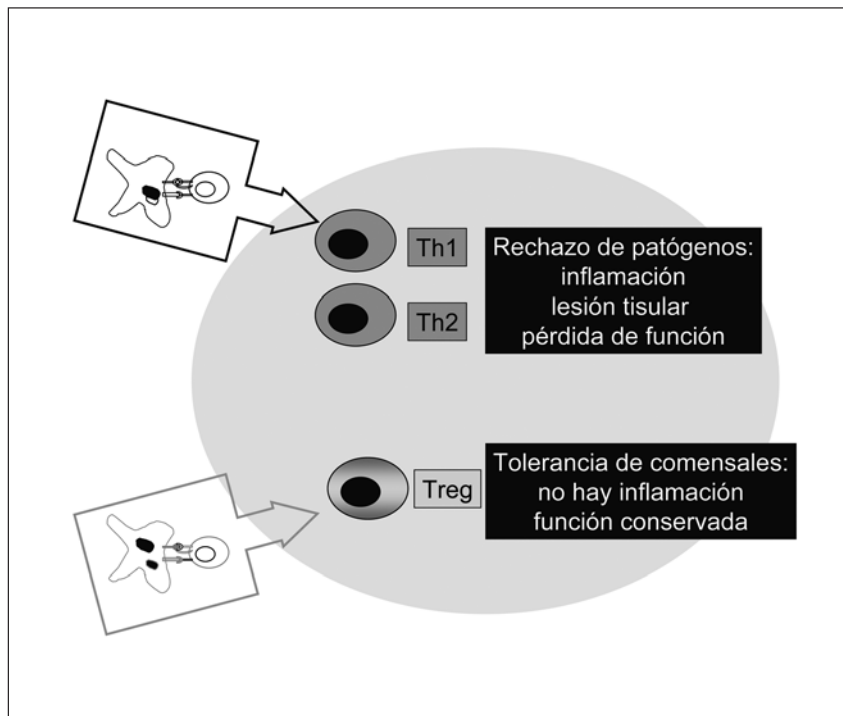 Th1
Th2
Rechazo de patógenos:
inflamación
lesión tisular
pérdida de función
Treg
Tolerancia de comensales:
no hay inflamación
función conservada